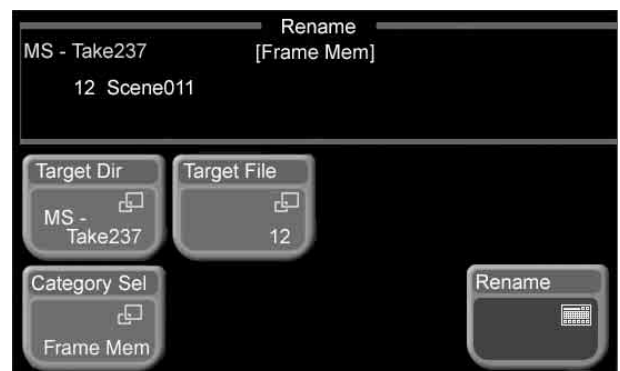 Rename
MS - Take237
[Frame Mem]
12 Scene011
Target Dir
MS -
Take237
Target File
12
Category Sel
Frame Mem
Rename